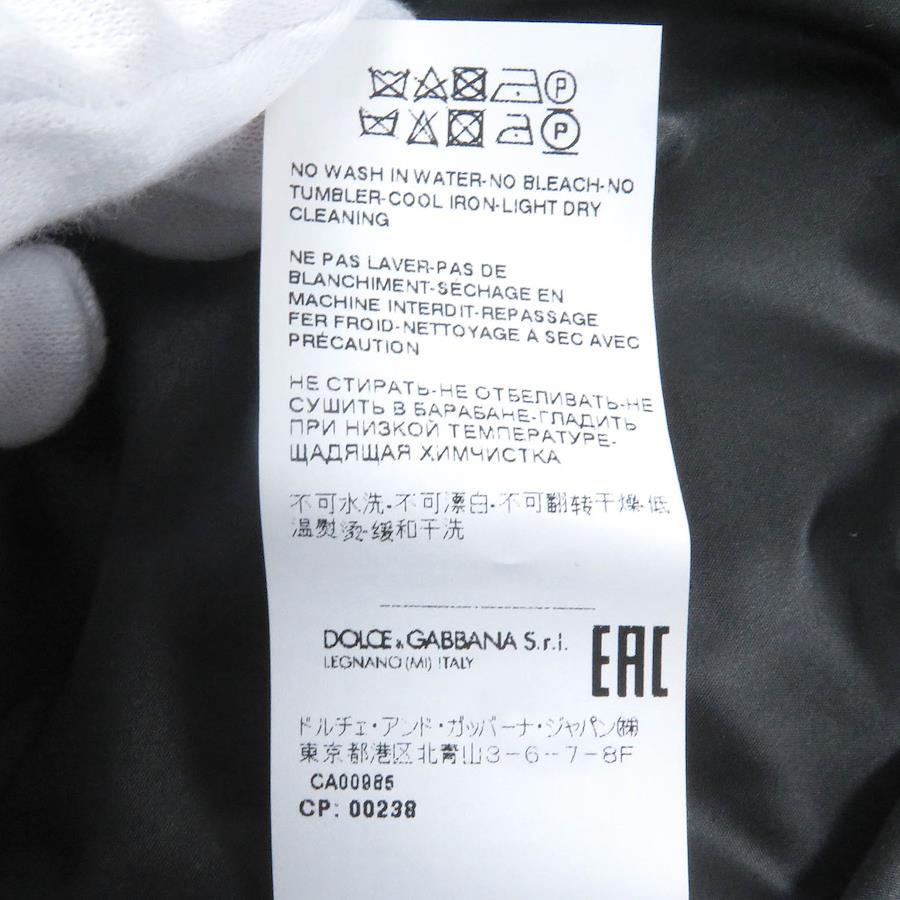 NO WASH IN WATER-NO BLEACH-NO
TUMBLER-COOL IRON-LIGHT DRY
CLEANING
NE PAS LAVER-PAS DE
BLANCHIMENT-SÉCHAGE EN
MACHINE INTERDIT-REPASSAGE
FER FROID-NETTOYAGE A SEC AVEC
PRÉCAUTION
НЕ СТИРАТЬ-НЕ ОТБЕЛИВАТЬ-НЕ
СУШИТЬ В БАРАБАНЕ-ГЛАДИТЬ
ПРИ НИЗКОЙ ТЕМПЕРАТУРЕ-
ЩАДЯЩАЯ ХИМЧИСТКА
不可水洗·不可漂白·不可翻转干燥·低
温熨烫·缓和干洗
DOLCE & GABBANA S.r.l.
LEGNANO (MI) ITALY
EAC
ドルチェ・アンド・ガッバーナ・ジャパン㈱
東京都港区北青山3-6-7-8F
CA00985
CP: 00238